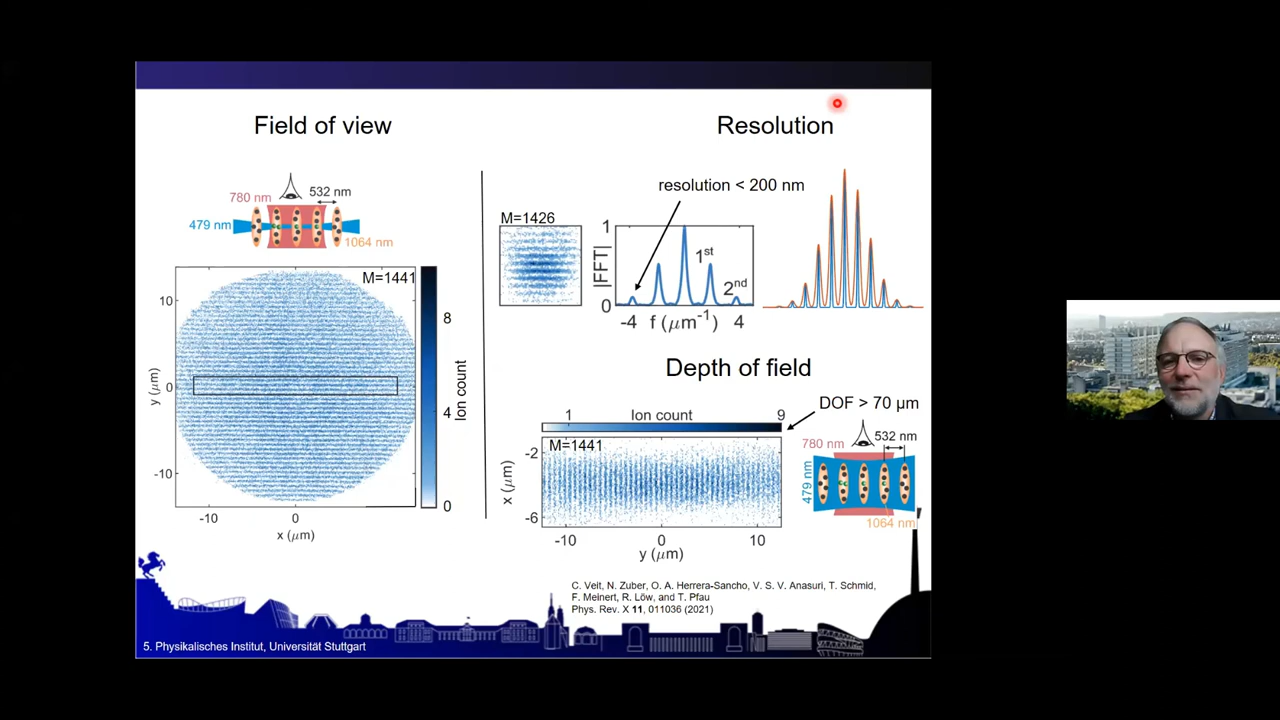 Field of view
780 nm
532 nm
479 nm
1064 nm
M=1441
10
0
-10
y (μm)
-10
0
x (μm)
8
4
0
Ion count
Resolution
resolution < 200 nm
M=1426
1
0
|FFT|
1st
2nd
-4 f (μm-1) 4
Depth of field
DOF > 70 μm
1 Ion count 9
M=1441
-2
-6
x (μm)
-10 0 10
y (μm)
780 nm
532 nm
479 nm
1064 nm
C. Veit, N. Zuber, O. A. Herrera-Sancho, V. S. V. Anasuri, T. Schmid,
F. Meinert, R. Löw, and T. Pfau
Phys. Rev. X 11, 011036 (2021)
5. Physikalisches Institut, Universität Stuttgart